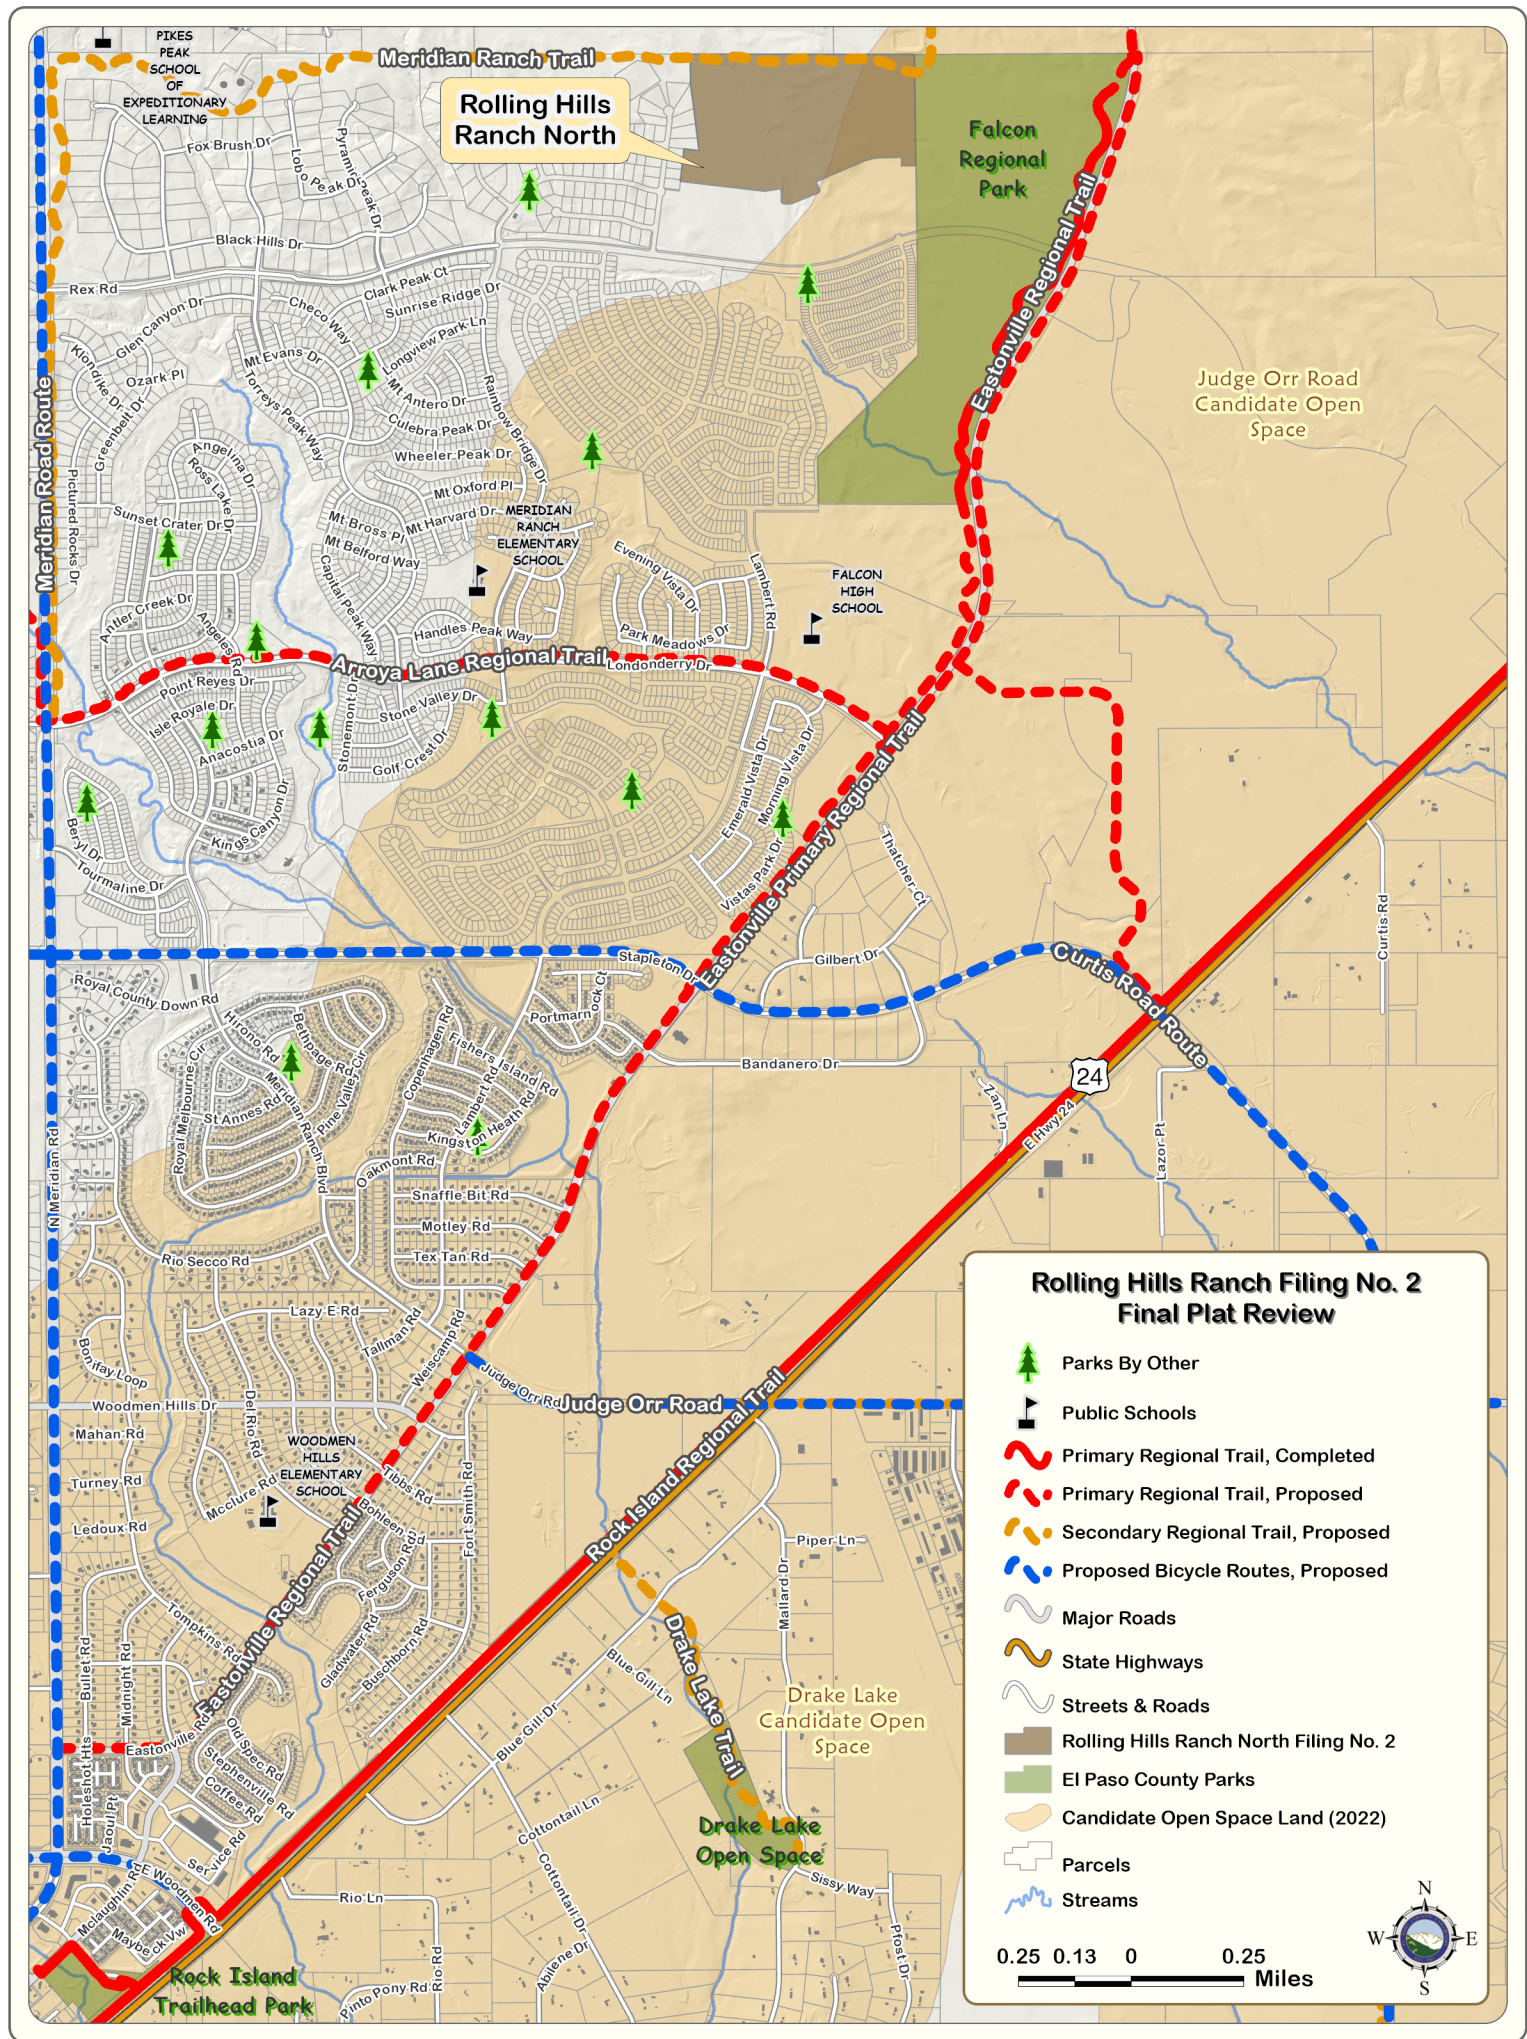 PIKES
PEAK
SCHOOL
OF
EXPEDITIONARY
LEARNING
Meridian Ranch Trail
Rolling Hills
Ranch North
Falcon
Regional
Park
Fox Brush Dr
Lobo Peak Dr
Pyramid Peak Dr
Black Hills Dr
Eastonville Regional Trail
Rex Rd
Clark Peak Ct
Sunrise Ridge Dr
Glen Canyon Dr
Checo Way
Longview Park Ln
Mt Evans Dr
Klondike Dr
Ozark Pl
Greenbelt Dr
Torreys Peak Way
Mt Antero Dr
Rainbow Bridge Dr
Culebra Peak Dr
Wheeler Peak Dr
Judge Orr Road
Candidate Open
Space
Meridian Road Route
Angelina Dr
Ross Lake Dr
Pictured Rocks Dr
Sunset Crater Dr
Mt Oxford Pl
Mt Harvard Dr
Mt Bross Pl
Mt Belford Way
MERIDIAN
RANCH
ELEMENTARY
SCHOOL
Evening Vista Dr
Lambert Rd
FALCON
HIGH
SCHOOL
Capital Peak Way
Antler Creek Dr
Angeles Rd
Handles Peak Way
Park Meadows Dr
Arroya Lane Regional Trail
Londonderry Dr
Point Reyes Dr
Isle Royale Dr
Anacostia Dr
Stonemont Dr
Stone Valley Dr
Golf Crest Dr
Emerald Vista Dr
Morning Vista Dr
Vistas Park Dr
Eastonville Primary Regional Trail
Kings Canyon Dr
Beryl Dr
Tourmaline Dr
Thatcher Ct
Curtis Rd
Gilbert Dr
Stapleton Dr
Curtis Road Route
Royal County Down Rd
Hirono Rd
Bethpage Rd
Royal Melbourne Cir
St Annes Rd
Pine Valley Cir
Meridian Ranch Blvd
Copenhagen Rd
Fishers Island Rd
Lambert Rd
Kingston Heath Rd
Bandanero Dr
24
E Hwy 24
Zan Ln
Lazor Pt
N Meridian Rd
Oakmont Rd
Snaffle Bit Rd
Motley Rd
Tex Tan Rd
Rio Secco Rd
Lazy E Rd
Tallman Rd
Weiscamp Rd
Bonifay Loop
Judge Orr Rd
Judge Orr Road
Woodmen Hills Dr
Del Rio Rd
Mahan Rd
Turney Rd
Ledoux Rd
Mcclure Rd
WOODMEN
HILLS
ELEMENTARY
SCHOOL
Tibbs Rd
Fort Smith Rd
Bohleen Rd
Ferguson Rd
Rock Island Regional Trail
Piper Ln
Mallard Dr
Eastonville Regional Trail
Tompkins Rd
Gladwater Rd
Buschborn Rd
Blue Gill Ln
Blue Gill Dr
Drake Lake Trail
Drake Lake
Candidate Open
Space
Bullet Rd
Midnight Rd
Eastonville Rd
Old Spec Rd
Stephenville Rd
Coffee Rd
Holeshot Hts
Jaoul Pt
Service Rd
Cottontail Ln
Cottontail Dr
Drake Lake
Open Space
Sissy Way
Pfost Dr
E Woodmen Rd
Mclaughlin Rd
Maybeck Vw
Rio Ln
Rio Rd
Pinto Pony Rd
Abilene Dr
Rock Island
Trailhead Park
Rolling Hills Ranch Filing No. 2
Final Plat Review
Parks By Other
Public Schools
Primary Regional Trail, Completed
Primary Regional Trail, Proposed
Secondary Regional Trail, Proposed
Proposed Bicycle Routes, Proposed
Major Roads
State Highways
Streets & Roads
Rolling Hills Ranch North Filing No. 2
El Paso County Parks
Candidate Open Space Land (2022)
Parcels
Streams
N
W E
S
0.25 0.13 0 0.25
Miles